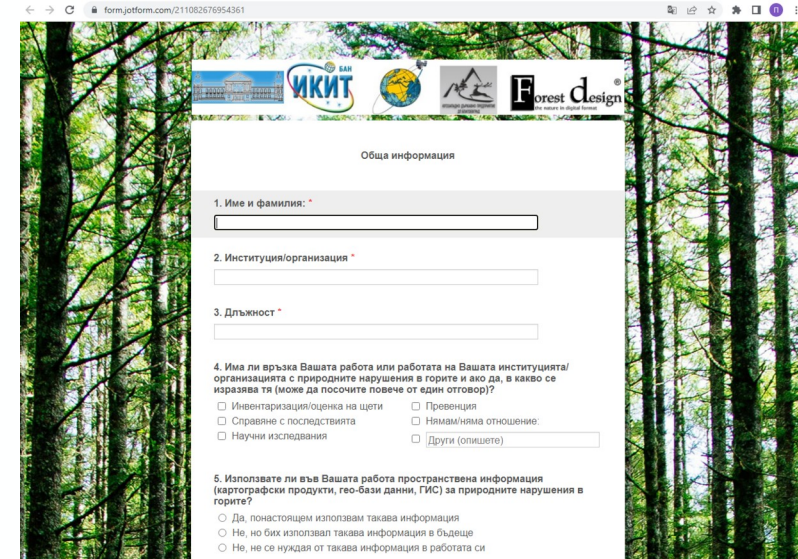 form.jotform.com/211082676954361
П
БАН
ИКИТ
Forest design
®
the nature in digital format
Обща информация
1. Име и фамилия: *
2. Институция/организация *
3. Длъжност *
4. Има ли връзка Вашата работа или работата на Вашата институцията/
организацията с природните нарушения в горите и ако да, в какво се
изразява тя (може да посочите повече от един отговор)?
Инвентаризация/оценка на щети
Превенция
Справяне с последствията
Нямам/няма отношение:
Научни изследвания
Други (опишете)
5. Използвате ли във Вашата работа пространствена информация
(картографски продукти, гео-бази данни, ГИС) за природните нарушения в
горите?
Да, понастоящем използвам такава информация
Не, но бих използвал такава информация в бъдеще
Не, не се нуждая от такава информация в работата си